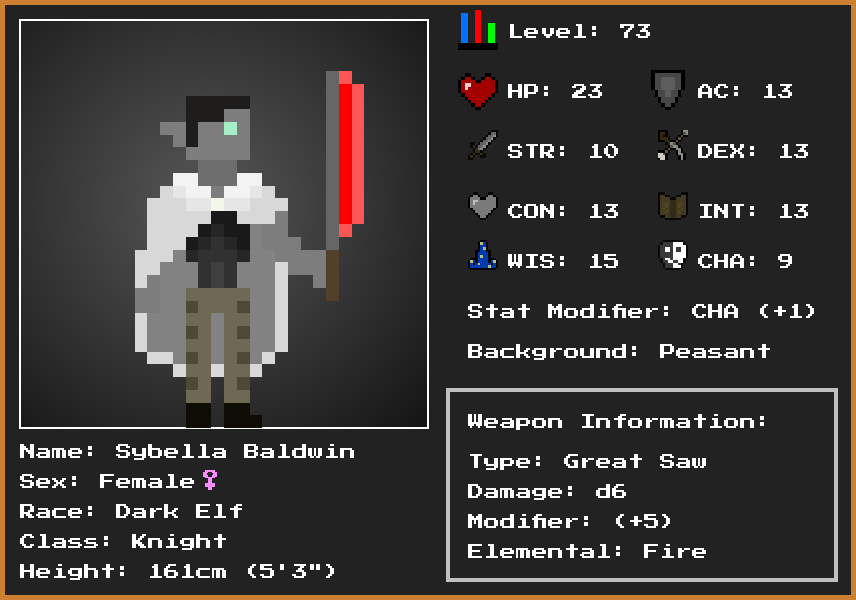 Level: 73
HP: 23 AC: 13
STR: 10 DEX: 13
CON: 13 INT: 13
WIS: 15 CHA: 9
Stat Modifier: CHA (+1)
Background: Peasant
Weapon Information:
Type: Great Saw
Damage: d6
Modifier: (+5)
Elemental: Fire
Name: Sybella Baldwin
Sex: Female♀
Race: Dark Elf
Class: Knight
Height: 161cm (5'3")